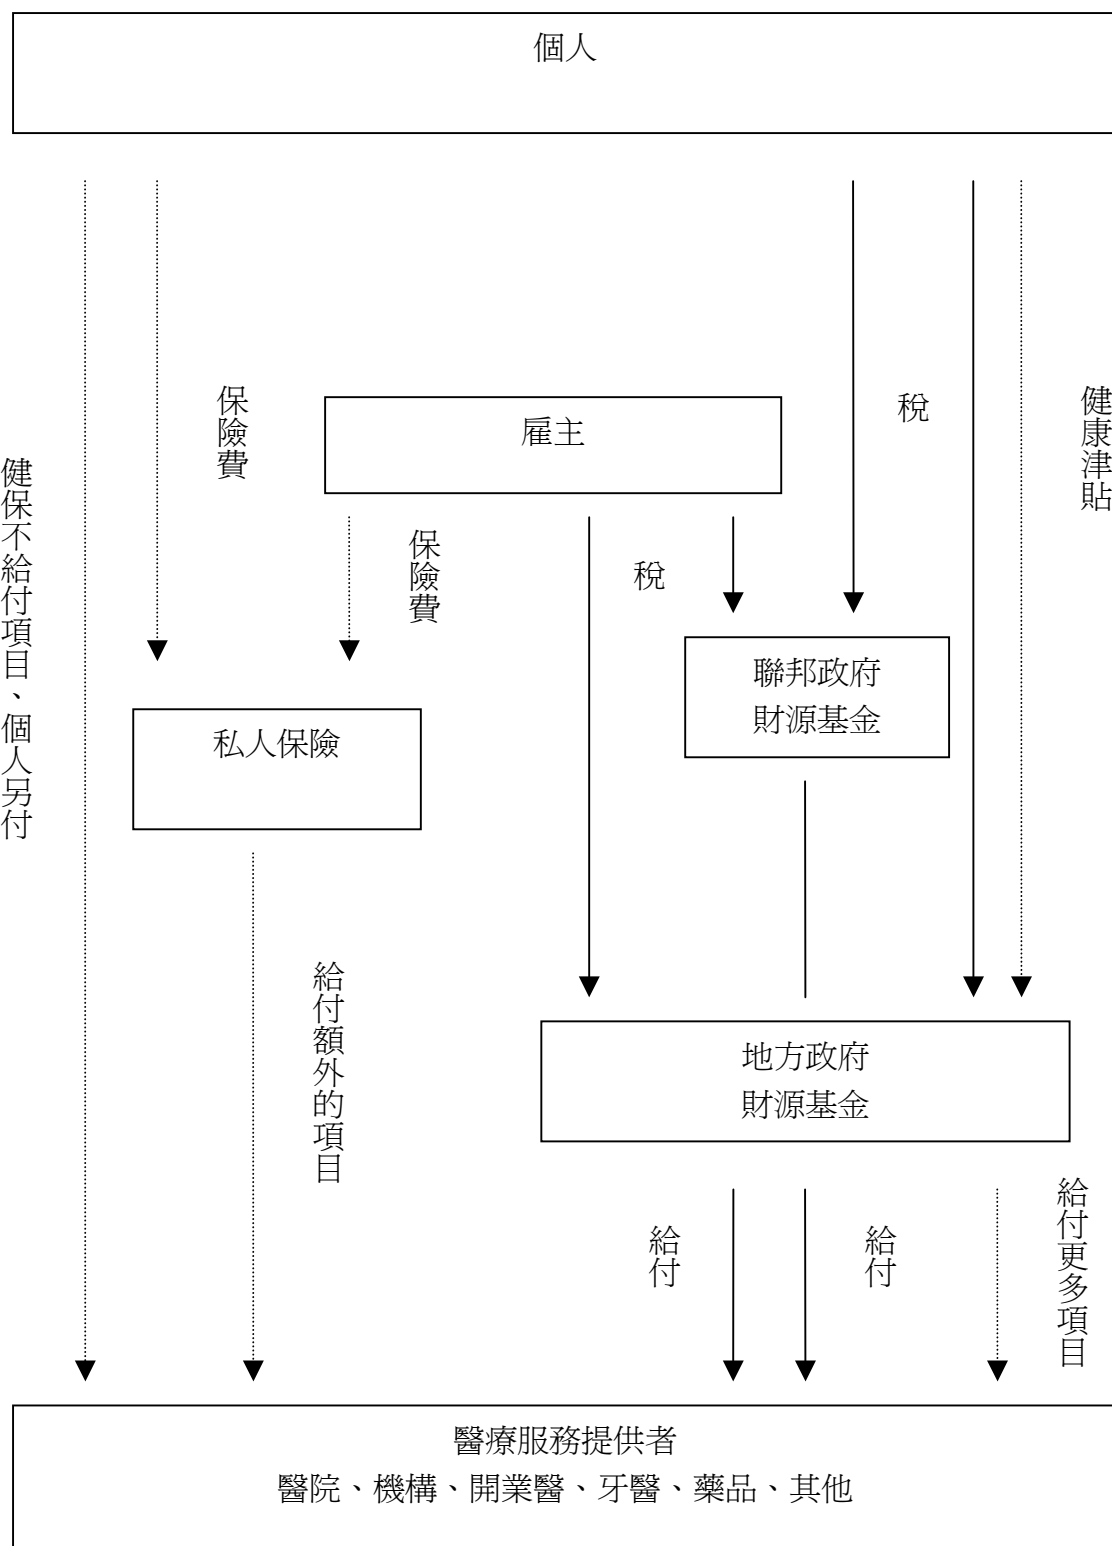 個人
保險費
雇主
稅
健康津貼
健保不給付項目、個人另付
保險費
稅
聯邦政府
財源基金
私人保險
給付額外的項目
地方政府
財源基金
給付
給付
給付更多項目
醫療服務提供者
醫院、機構、開業醫、牙醫、藥品、其他